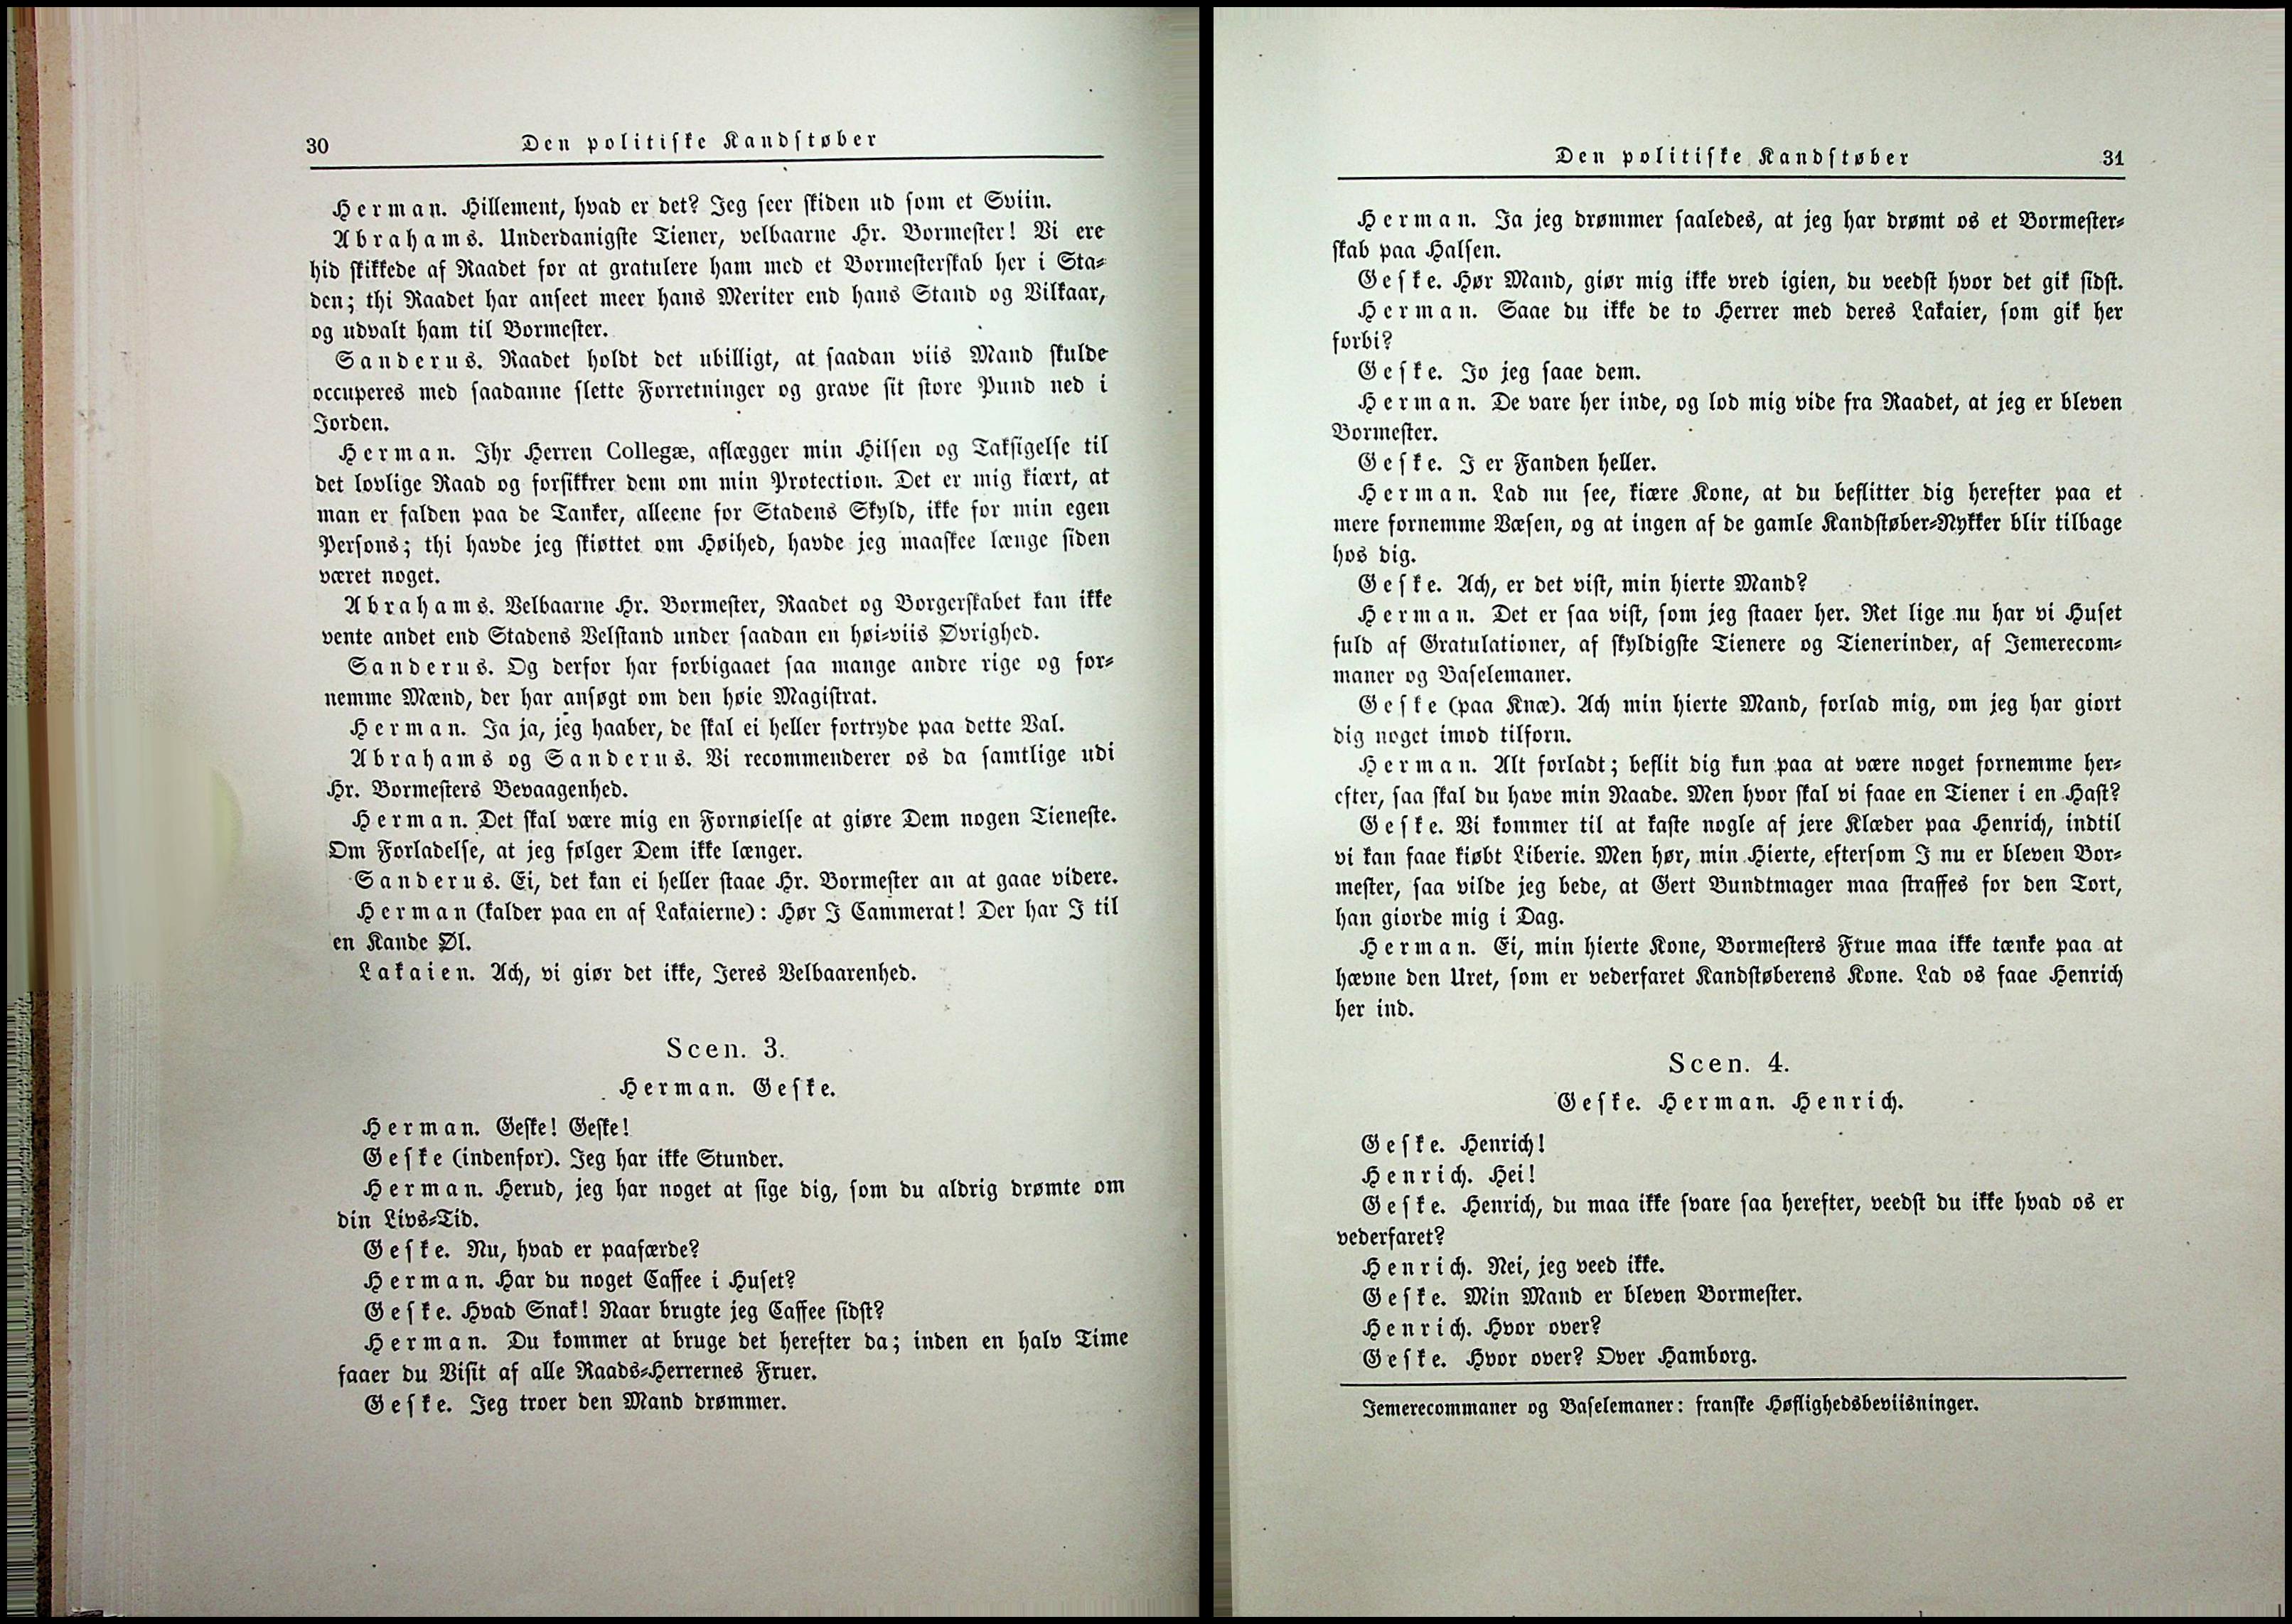 30 Den politiske Kandstøber
Herman. Hillement, hvad er det? Jeg seer skiden ud som et Sviin.
Abrahams. Underdanigste Tiener, velbaarne Hr. Bormester! Vi ere
hid skikkede af Raadet for at gratulere ham med et Bormesterskab her i Sta-
den; thi Raadet har anseet meer hans Meriter end hans Stand og Vilkaar,
og udvalt ham til Bormester.
Sanderus. Raadet holdt det ubilligt, at saadan viis Mand skulde
occuperes med saadanne slette Forretninger og grave sit store Pund ned i
Jorden.
Herman. Ihr Herren Collegæ, aflægger min Hilsen og Taksigelse til
det lovlige Raad og forsikkrer dem om min Protection. Det er mig kiært, at
man er falden paa de Tanker, alleene for Stadens Skyld, ikke for min egen
Persons; thi havde jeg skiøttet om Høihed, havde jeg maaskee længe siden
været noget.
Abrahams. Velbaarne Hr. Bormester, Raadet og Borgerskabet kan ikke
vente andet end Stadens Velstand under saadan en høi-viis Øvrighed.
Sanderus. Og derfor har forbigaaet saa mange andre rige og for-
nemme Mænd, der har ansøgt om den høie Magistrat.
Herman. Ja ja, jeg haaber, de skal ei heller fortryde paa dette Val.
Abrahams og Sanderus. Vi recommenderer os da samtlige udi
Hr. Bormesters Bevaagenhed.
Herman. Det skal være mig en Fornøielse at giøre Dem nogen Tieneste.
Om Forladelse, at jeg følger Dem ikke længer.
Sanderus. Ei, det kan ei heller staae Hr. Bormester an at gaae videre.
Herman (kalder paa en af Lakaierne): Hør I Cammerat! Der har I til
en Kande Øl.
Lakaien. Ach, vi giør det ikke, Jeres Velbaarenhed.
Scen. 3.
Herman. Geske.
Herman. Geske! Geske!
Geske (indenfor). Jeg har ikke Stunder.
Herman. Herud, jeg har noget at sige dig, som du aldrig drømte om
din Livs-Tid.
Geske. Nu, hvad er paafærde?
Herman. Har du noget Caffee i Huset?
Geske. Hvad Snak! Naar brugte jeg Caffee sidst?
Herman. Du kommer at bruge det herefter da; inden en halv Time
faaer du Visit af alle Raads-Herrernes Fruer.
Geske. Jeg troer den Mand drømmer.
Den politiske Kandstøber 31
Herman. Ja jeg drømmer saaledes, at jeg har drømt os et Bormester-
skab paa Halsen.
Geske. Hør Mand, giør mig ikke vred igien, du veedst hvor det gik sidst.
Herman. Saae du ikke de to Herrer med deres Lakaier, som gik her
forbi?
Geske. Jo jeg saae dem.
Herman. De vare her inde, og lod mig vide fra Raadet, at jeg er bleven
Bormester.
Geske. I er Fanden heller.
Herman. Lad nu see, kiære Kone, at du beflitter dig herefter paa et
mere fornemme Væsen, og at ingen af de gamle Kandstøber-Nykker blir tilbage
hos dig.
Geske. Ach, er det vist, min hierte Mand?
Herman. Det er saa vist, som jeg staaer her. Ret lige nu har vi Huset
fuld af Gratulationer, af skyldigste Tienere og Tienerinder, af Jemerecom-
maner og Baselemaner.
Geske (paa Knæ). Ach min hierte Mand, forlad mig, om jeg har giort
dig noget imod tilforn.
Herman. Alt forladt; beflit dig kun paa at være noget fornemme her-
efter, saa skal du have min Naade. Men hvor skal vi faae en Tiener i en Hast?
Geske. Vi kommer til at kaste nogle af jere Klæder paa Henrich, indtil
vi kan faae kiøbt Liberie. Men hør, min Hierte, eftersom I nu er bleven Bor-
mester, saa vilde jeg bede, at Gert Bundtmager maa straffes for den Tort,
han giorde mig i Dag.
Herman. Ei, min hierte Kone, Bormesters Frue maa ikke tænke paa at
hævne den Uret, som er vederfaret Kandstøberens Kone. Lad os faae Henrich
her ind.
Scen. 4.
Geske. Herman. Henrich.
Geske. Henrich!
Henrich. Hei!
Geske. Henrich, du maa ikke svare saa herefter, veedst du ikke hvad os er
vederfaret?
Henrich. Nei, jeg veed ikke.
Geske. Min Mand er bleven Bormester.
Henrich. Hvor over?
Geske. Hvor over? Over Hamborg.
Jemerecommaner og Baselemaner: franske Høflighedsbeviisninger.